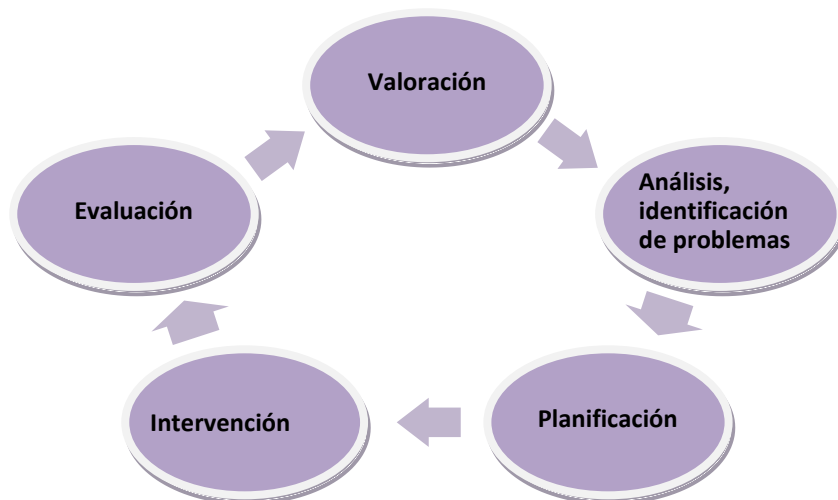 Valoración
Análisis,
identificación
de problemas
Planificación
Intervención
Evaluación